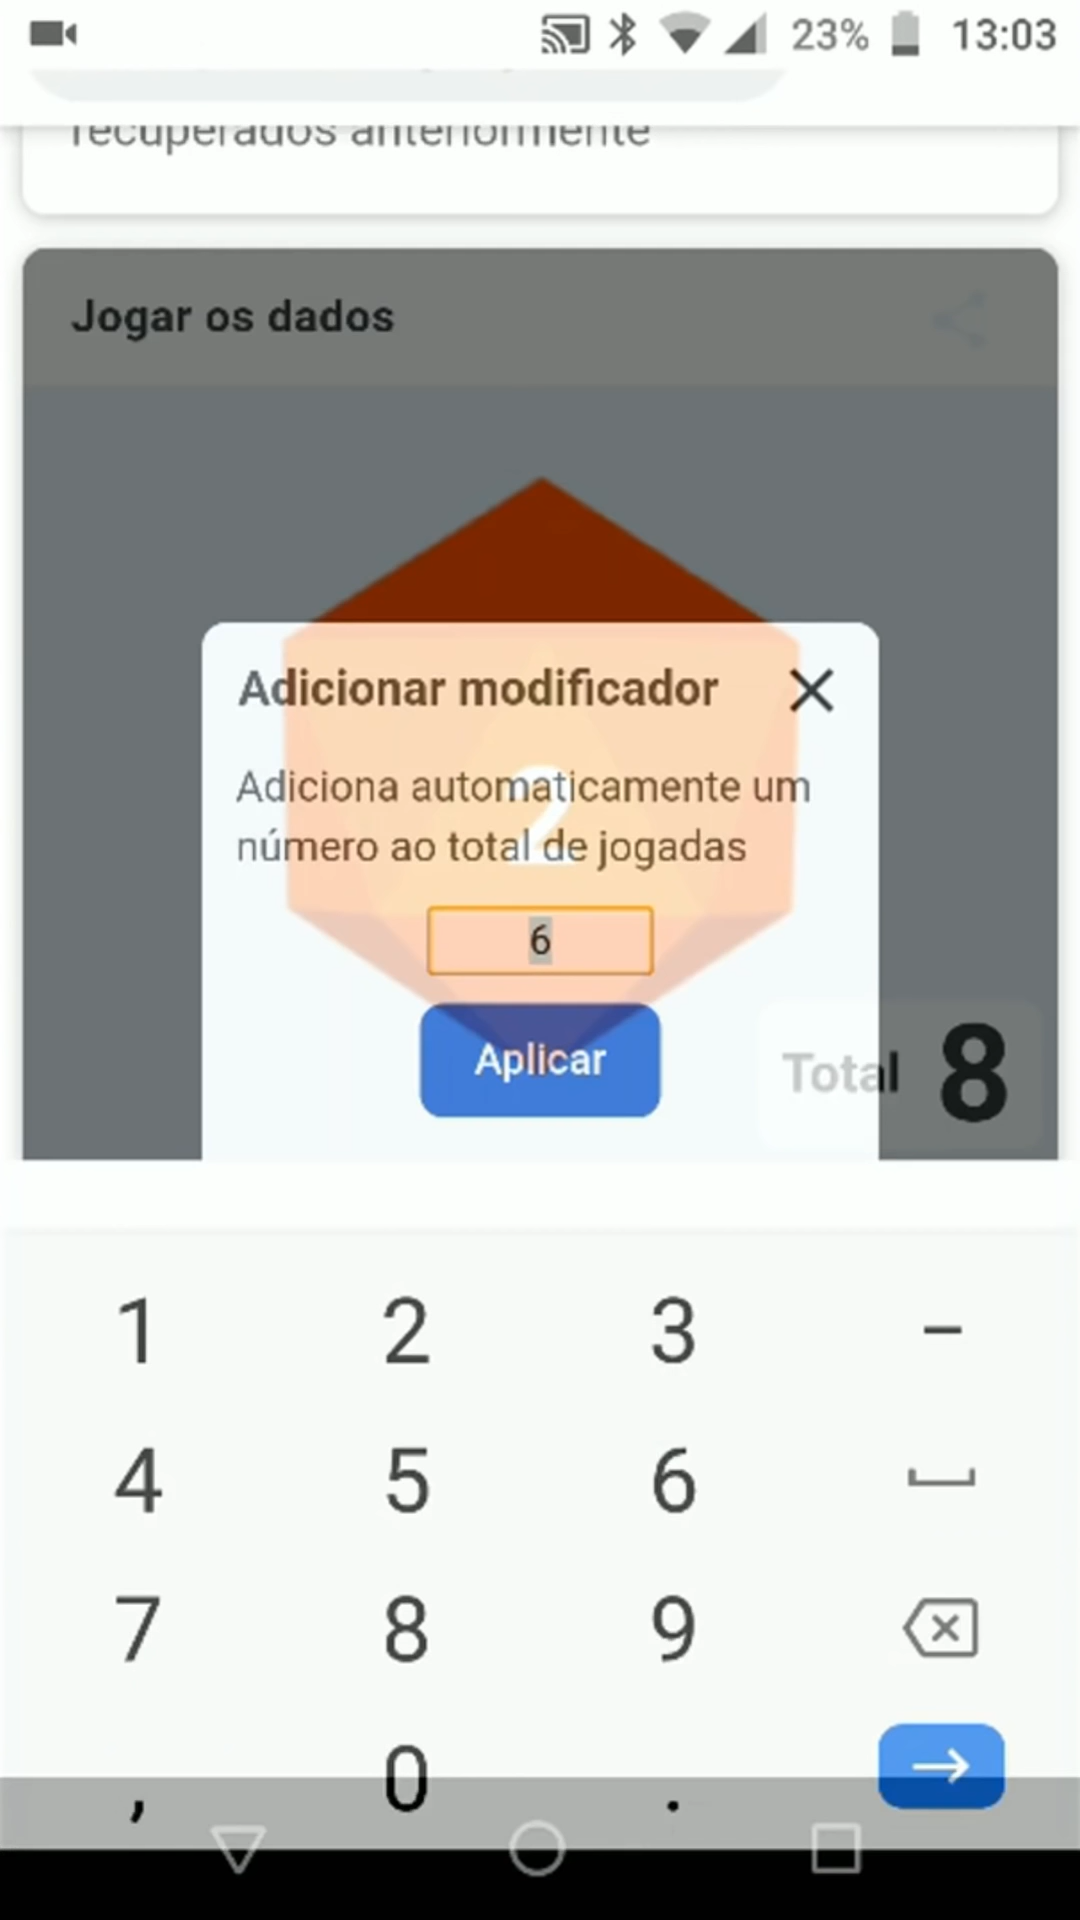 23% 13:03
recuperados anteriormente
Jogar os dados
Adicionar modificador
Adiciona automaticamente um
número ao total de jogadas
2
6
Aplicar
Total 8
1 2 3 -
4 5 6
7 8 9
, 0 .